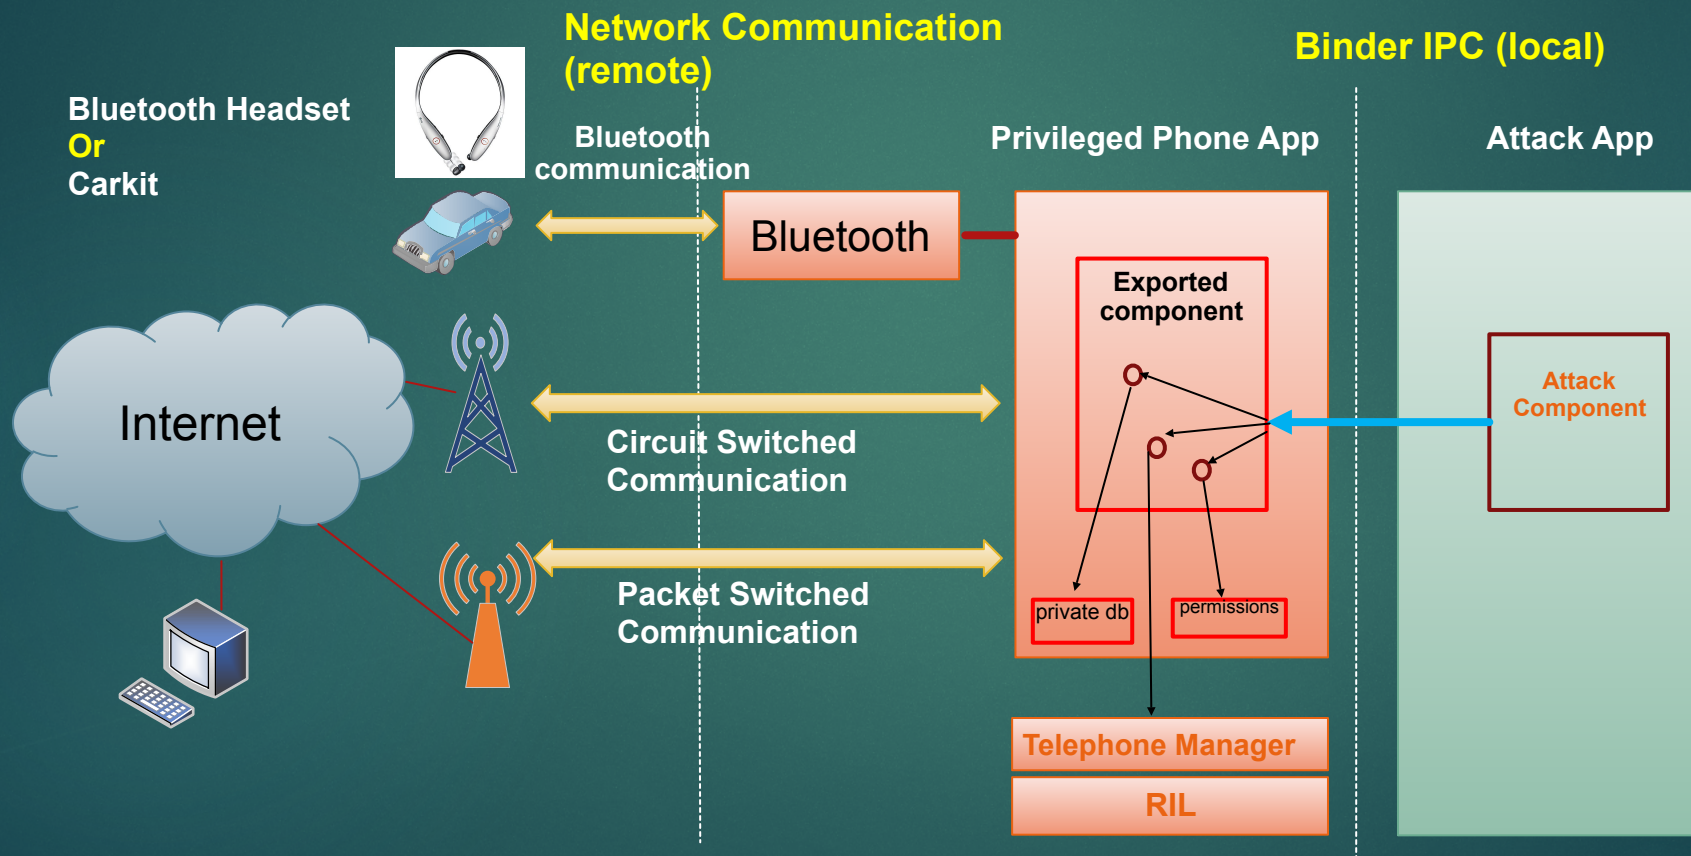 Network Communication
(remote)
Binder IPC (local)
Bluetooth Headset
Or
Carkit
Bluetooth
communication
Privileged Phone App
Attack App
Bluetooth
Exported
component
Attack
Component
Internet
Circuit Switched
Communication
Packet Switched
Communication
private db
permissions
Telephone Manager
RIL